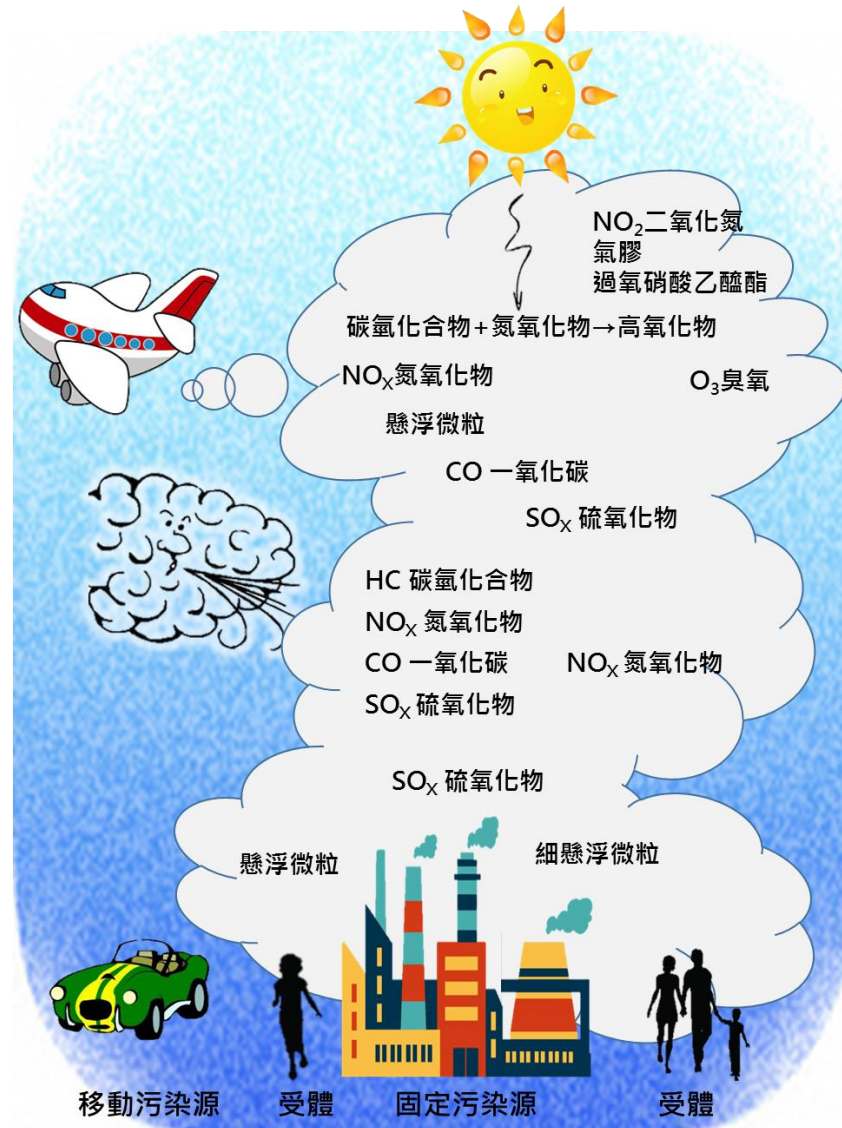 NO₂二氧化氮
氣膠
過氧硝酸乙醯酯
碳氫化合物+氮氧化物→高氧化物
NOX氮氧化物
O₃臭氧
懸浮微粒
CO 一氧化碳
SOX 硫氧化物
HC 碳氫化合物
NOX 氮氧化物
CO 一氧化碳
NOX 氮氧化物
SOX 硫氧化物
SOX 硫氧化物
懸浮微粒
細懸浮微粒
移動污染源
受體
固定污染源
受體